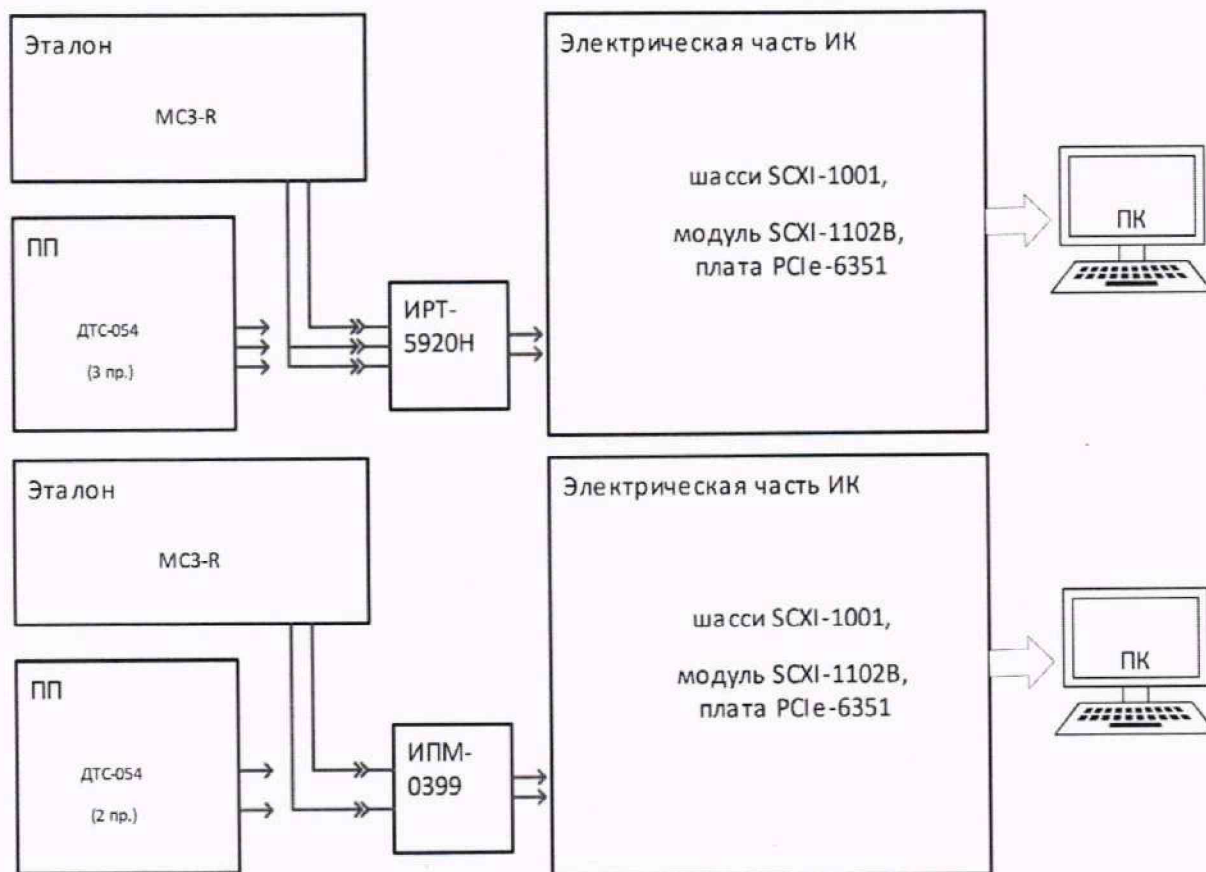 Эталон
МС3-R
ПП
ДТС-054
(3 пр.)
ИРТ-
5920Н
Электрическая часть ИК
шасси SCXI-1001,
модуль SCXI-1102B,
плата PCIe-6351
ПК
Эталон
МС3-R
ПП
ДТС-054
(2 пр.)
ИПМ-
0399
Электрическая часть ИК
шасси SCXI-1001,
модуль SCXI-1102B,
плата PCIe-6351
ПК